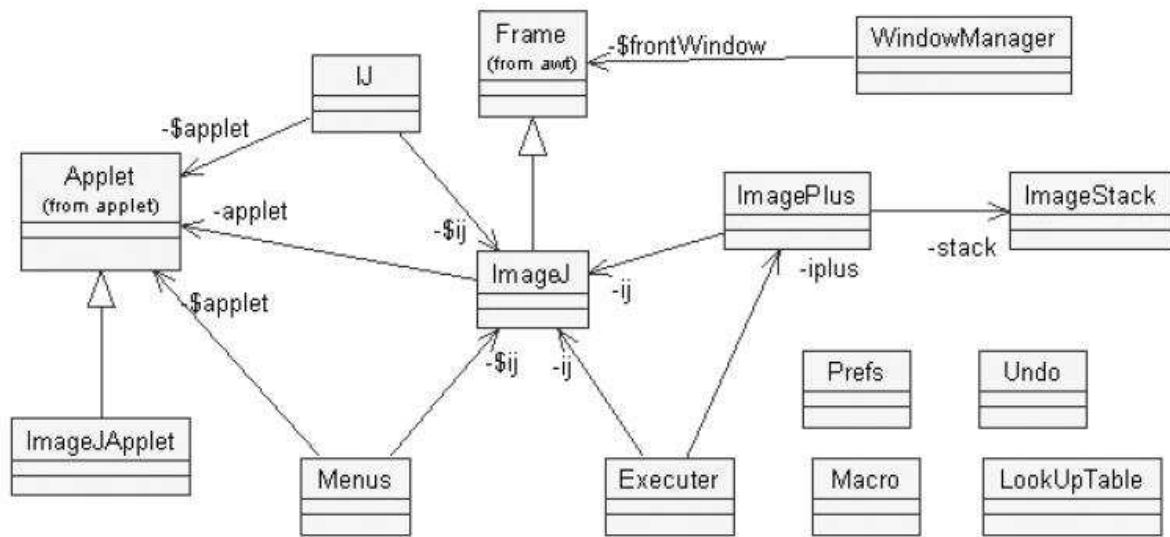 Frame
(from awt)
-$frontWindow
WindowManager
IJ
-$applet
Applet
(from applet)
-applet
-$ij
ImagePlus
ImageStack
-stack
ImageJ
-ij
-iplus
-$applet
-$ij
-ij
Prefs
Undo
ImageJApplet
Menus
Executer
Macro
LookUpTable